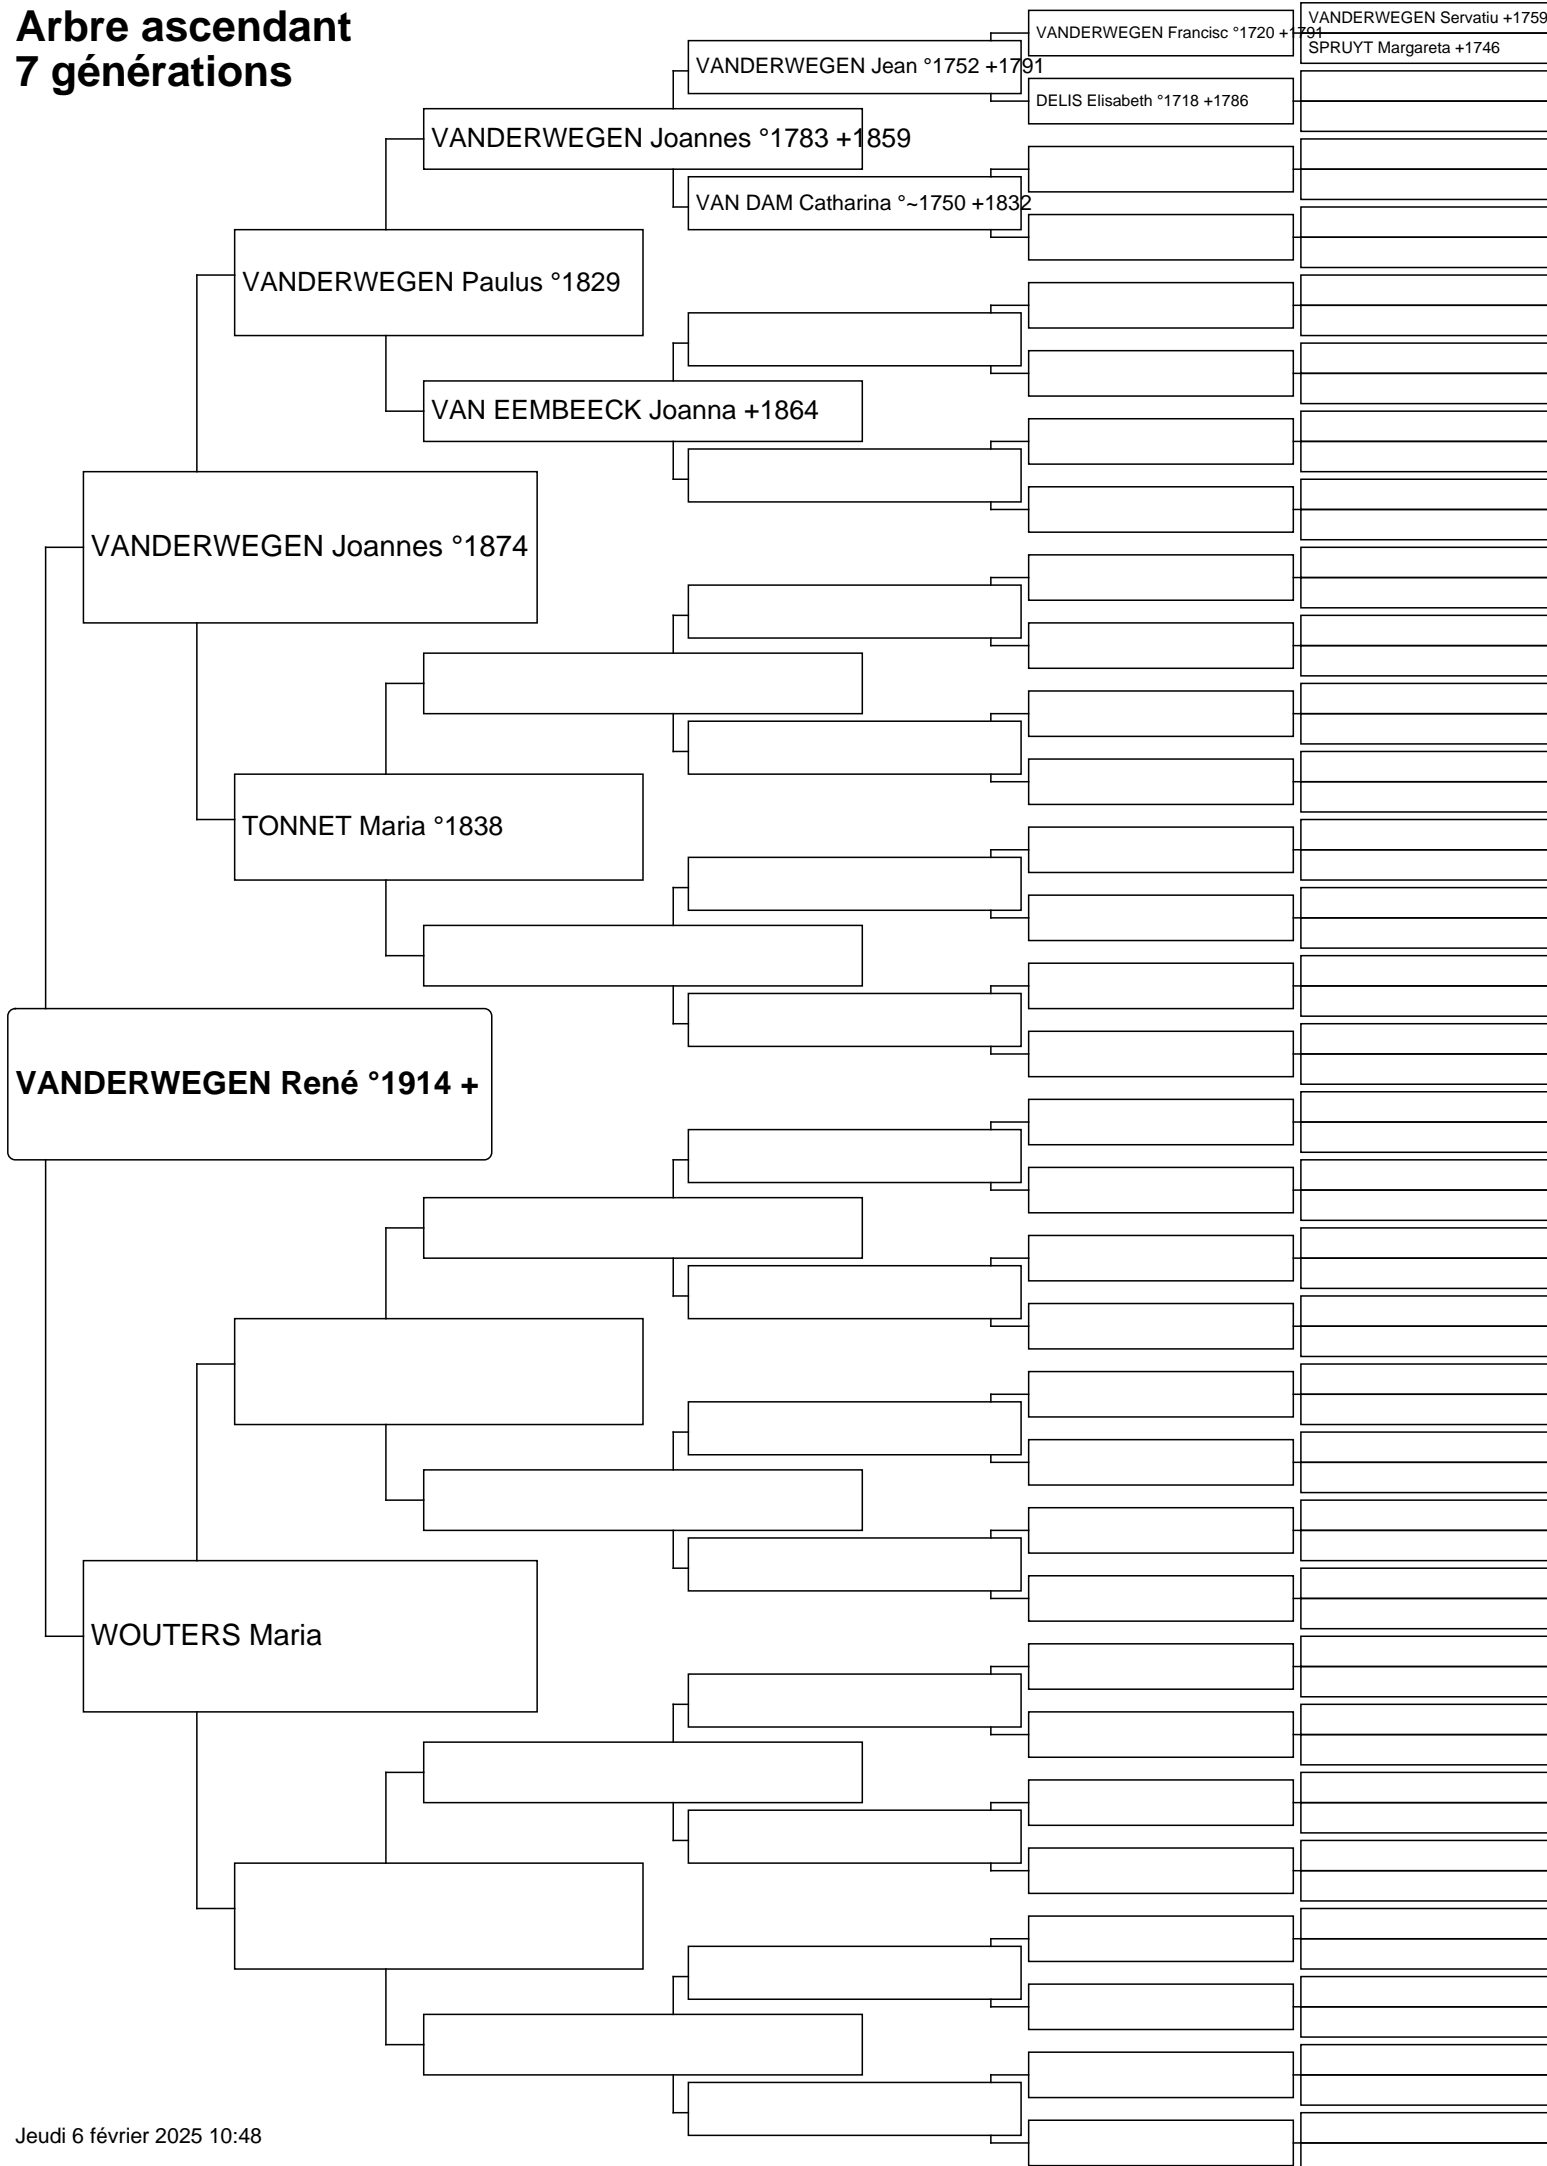 Arbre ascendant
7 générations
VANDERWEGEN Servatiu +1759
VANDERWEGEN Francisc °1720 +1791
SPRUYT Margareta +1746
VANDERWEGEN Jean °1752 +1791
DELIS Elisabeth °1718 +1786
VANDERWEGEN Joannes °1783 +1859
VAN DAM Catharina °~1750 +1832
VANDERWEGEN Paulus °1829
VAN EEMBEECK Joanna +1864
VANDERWEGEN Joannes °1874
TONNET Maria °1838
VANDERWEGEN René °1914 +
WOUTERS Maria
Jeudi 6 février 2025 10:48